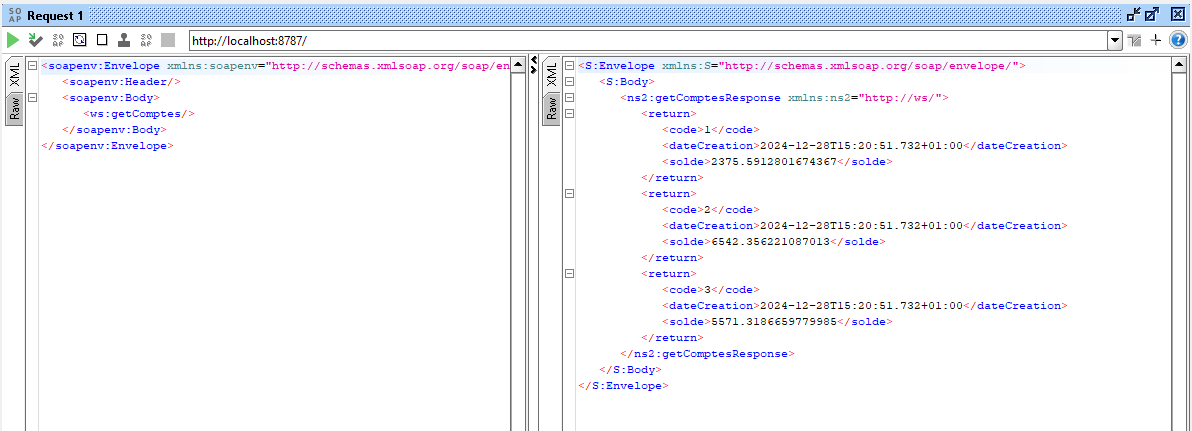 SO
AP
Request 1
SO
AP
SO
AP
http://localhost:8787/
XML
Raw
<soapenv:Envelope xmlns:soapenv="http://schemas.xmlsoap.org/soap/en
<soapenv:Header/>
<soapenv:Body>
<ws:getComptes/>
</soapenv:Body>
</soapenv:Envelope>
XML
Raw
<S:Envelope xmlns:S="http://schemas.xmlsoap.org/soap/envelope/">
<S:Body>
<ns2:getComptesResponse xmlns:ns2="http://ws/">
<return>
<code>1</code>
<dateCreation>2024-12-28T15:20:51.732+01:00</dateCreation>
<solde>2375.5912801674367</solde>
</return>
<return>
<code>2</code>
<dateCreation>2024-12-28T15:20:51.732+01:00</dateCreation>
<solde>6542.356221087013</solde>
</return>
<return>
<code>3</code>
<dateCreation>2024-12-28T15:20:51.732+01:00</dateCreation>
<solde>5571.3186659779985</solde>
</return>
</ns2:getComptesResponse>
</S:Body>
</S:Envelope>